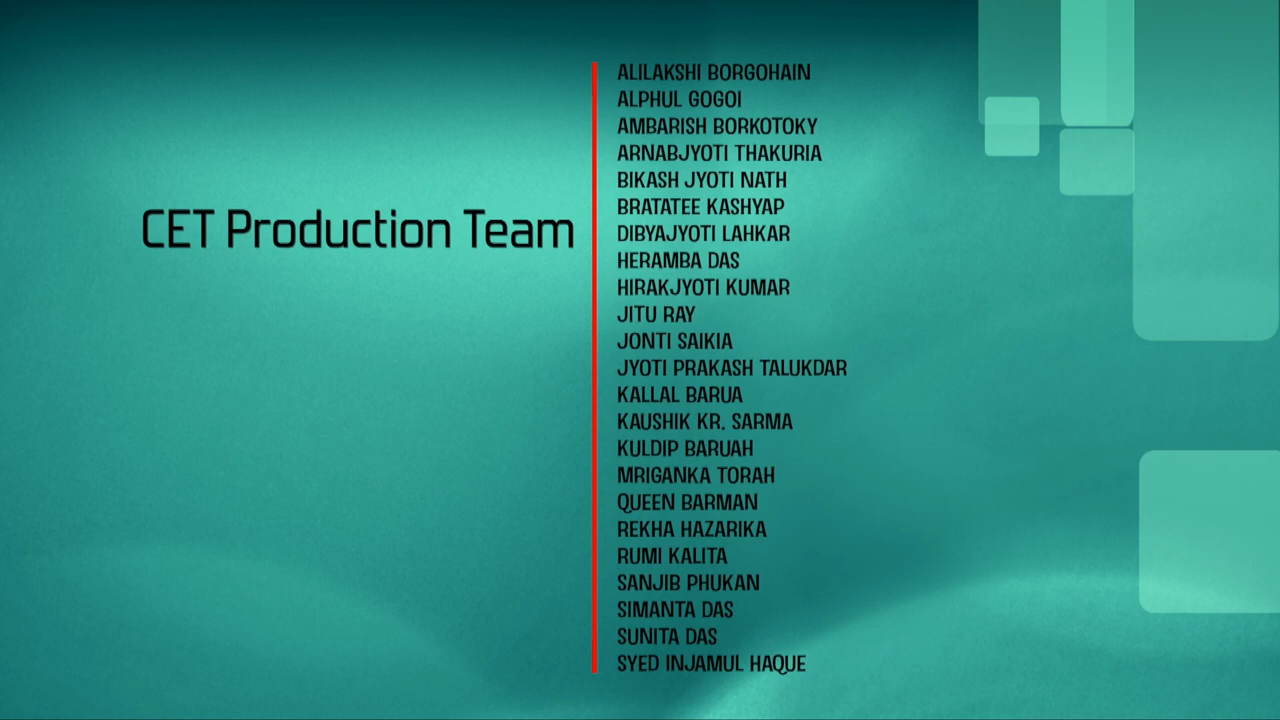 CET Production Team
ALILAKSHI BORGOHAIN
ALPHUL GOGOI
AMBARISH BORKOTOKY
ARNABJYOTI THAKURIA
BIKASH JYOTI NATH
BRATATEE KASHYAP
DIBYAJYOTI LAHKAR
HERAMBA DAS
HIRAKJYOTI KUMAR
JITU RAY
JONTI SAIKIA
JYOTI PRAKASH TALUKDAR
KALLAL BARUA
KAUSHIK KR. SARMA
KULDIP BARUAH
MRIGANKA TORAH
QUEEN BARMAN
REKHA HAZARIKA
RUMI KALITA
SANJIB PHUKAN
SIMANTA DAS
SUNITA DAS
SYED INJAMUL HAQUE